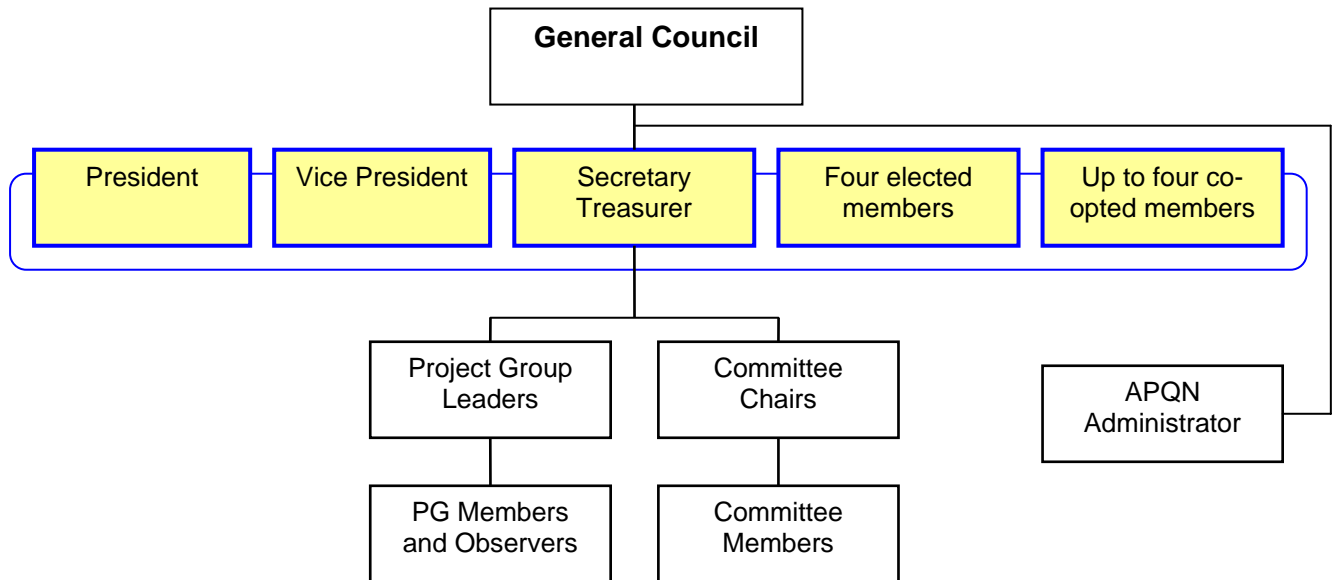 General Council
President
Vice President
Secretary
Treasurer
Four elected
members
Up to four co-
opted members
Project Group
Leaders
Committee
Chairs
APQN
Administrator
PG Members
and Observers
Committee
Members